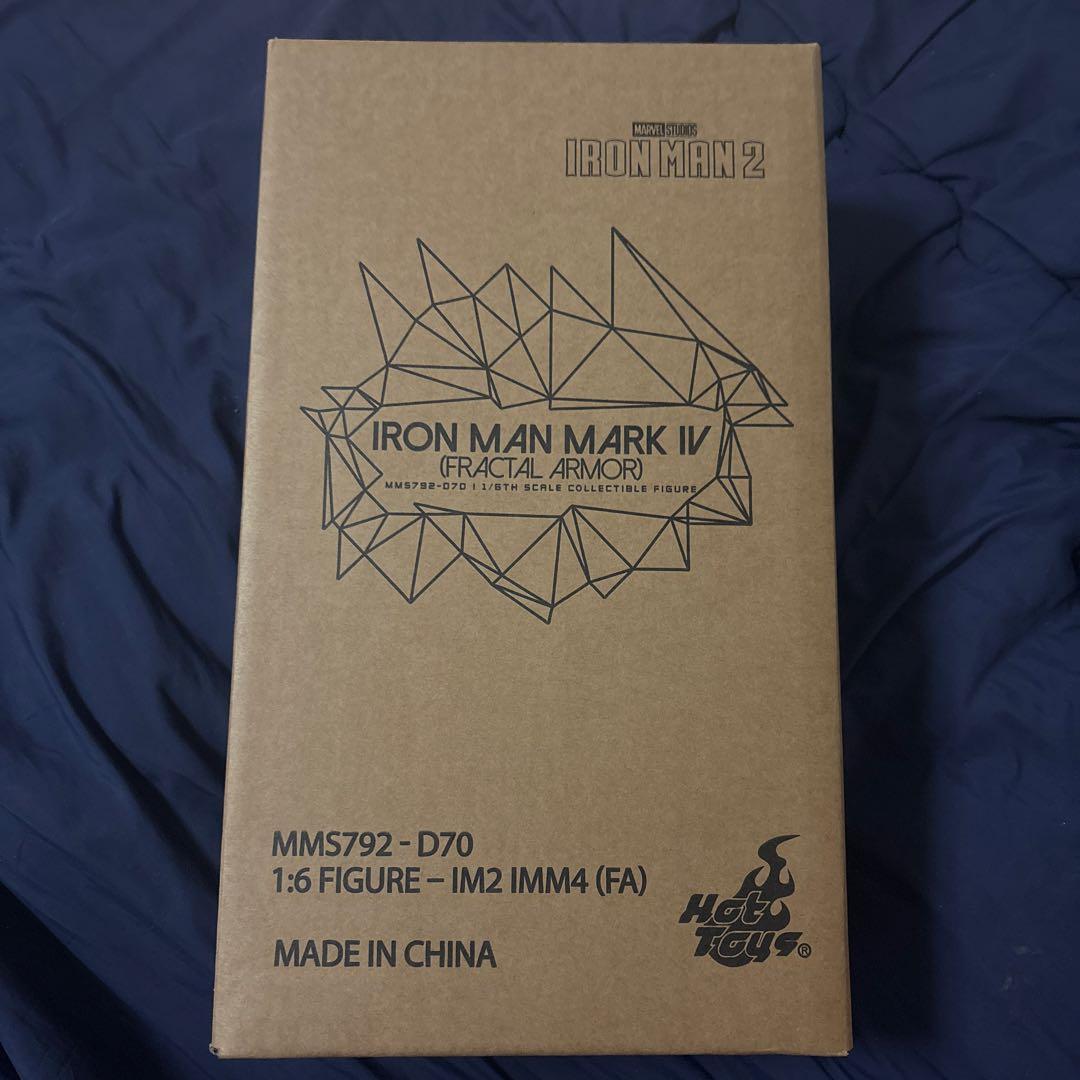 MARVEL STUDIOS
IRON MAN 2
IRON MAN MARK IV
(FRACTAL ARMOR)
MMS792-D70 | 1/6TH SCALE COLLECTIBLE FIGURE
MMS792 - D70
1:6 FIGURE – IM2 IMM4 (FA)
MADE IN CHINA
Hot
Toys®